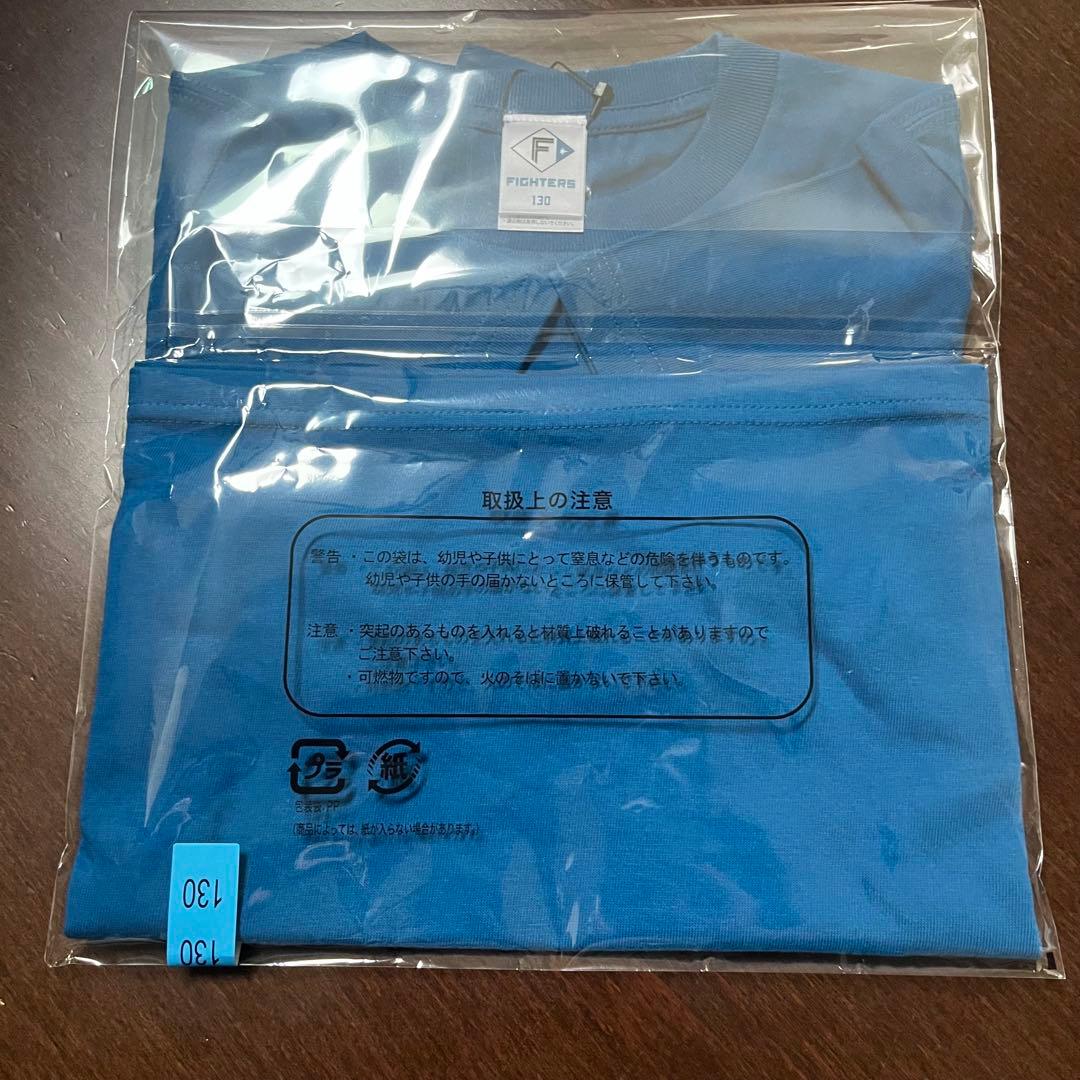 F
FIGHTERS
130
取扱上の注意
警告 ・この袋は、幼児や子供にとって窒息などの危険を伴うものです。
幼児や子供の手の届かないところに保管して下さい。
注意 ・突起のあるものを入れると材質上破れることがありますので
ご注意下さい。
・可燃物ですので、火のそばに置かないで下さい。
プラ 紙
包装袋:PP
(商品によっては、紙が入らない場合があります。)
130
130